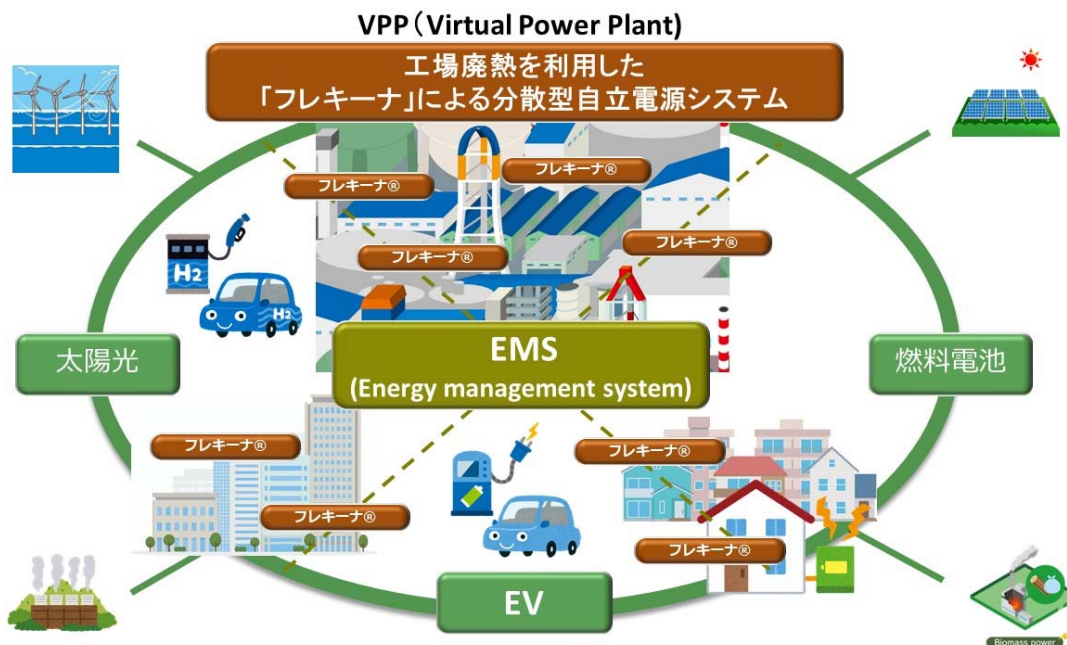 VPP(Virtual Power Plant)
工場廃熱を利用した
「フレキーナ」による分散型自立電源システム
フレキーナ®
フレキーナ®
フレキーナ®
フレキーナ®
H2
H2
太陽光
EMS
(Energy management system)
燃料電池
フレキーナ®
フレキーナ®
フレキーナ®
フレキーナ®
EV
Biomass power